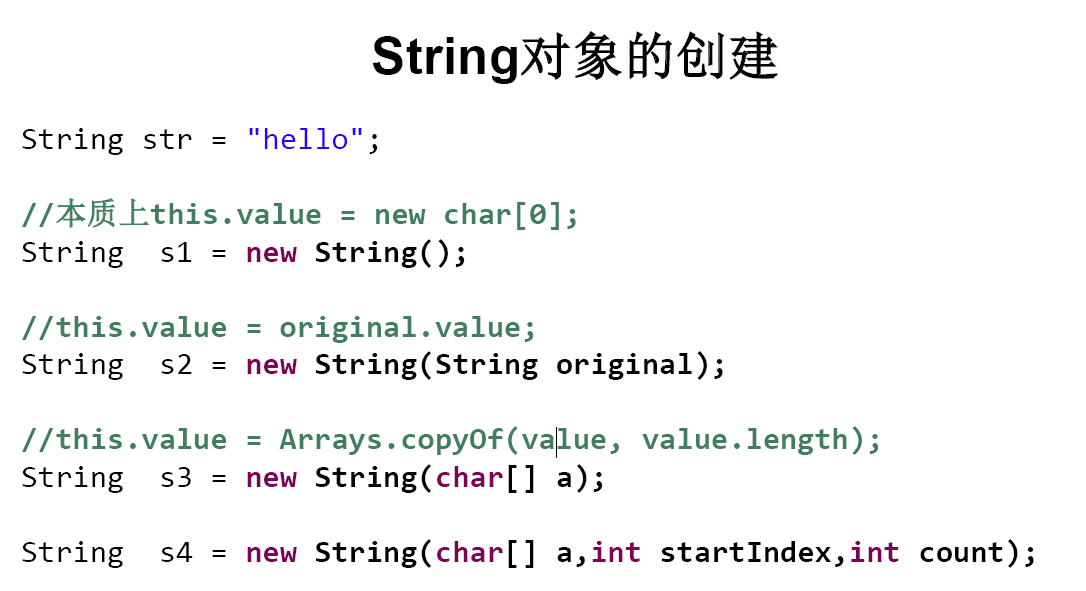 String对象的创建
String str = "hello";
//本质上this.value = new char[0];
String  s1 = new String();
//this.value = original.value;
String  s2 = new String(String original);
//this.value = Arrays.copyOf(value, value.length);
String  s3 = new String(char[] a);
String  s4 = new String(char[] a,int startIndex,int count);